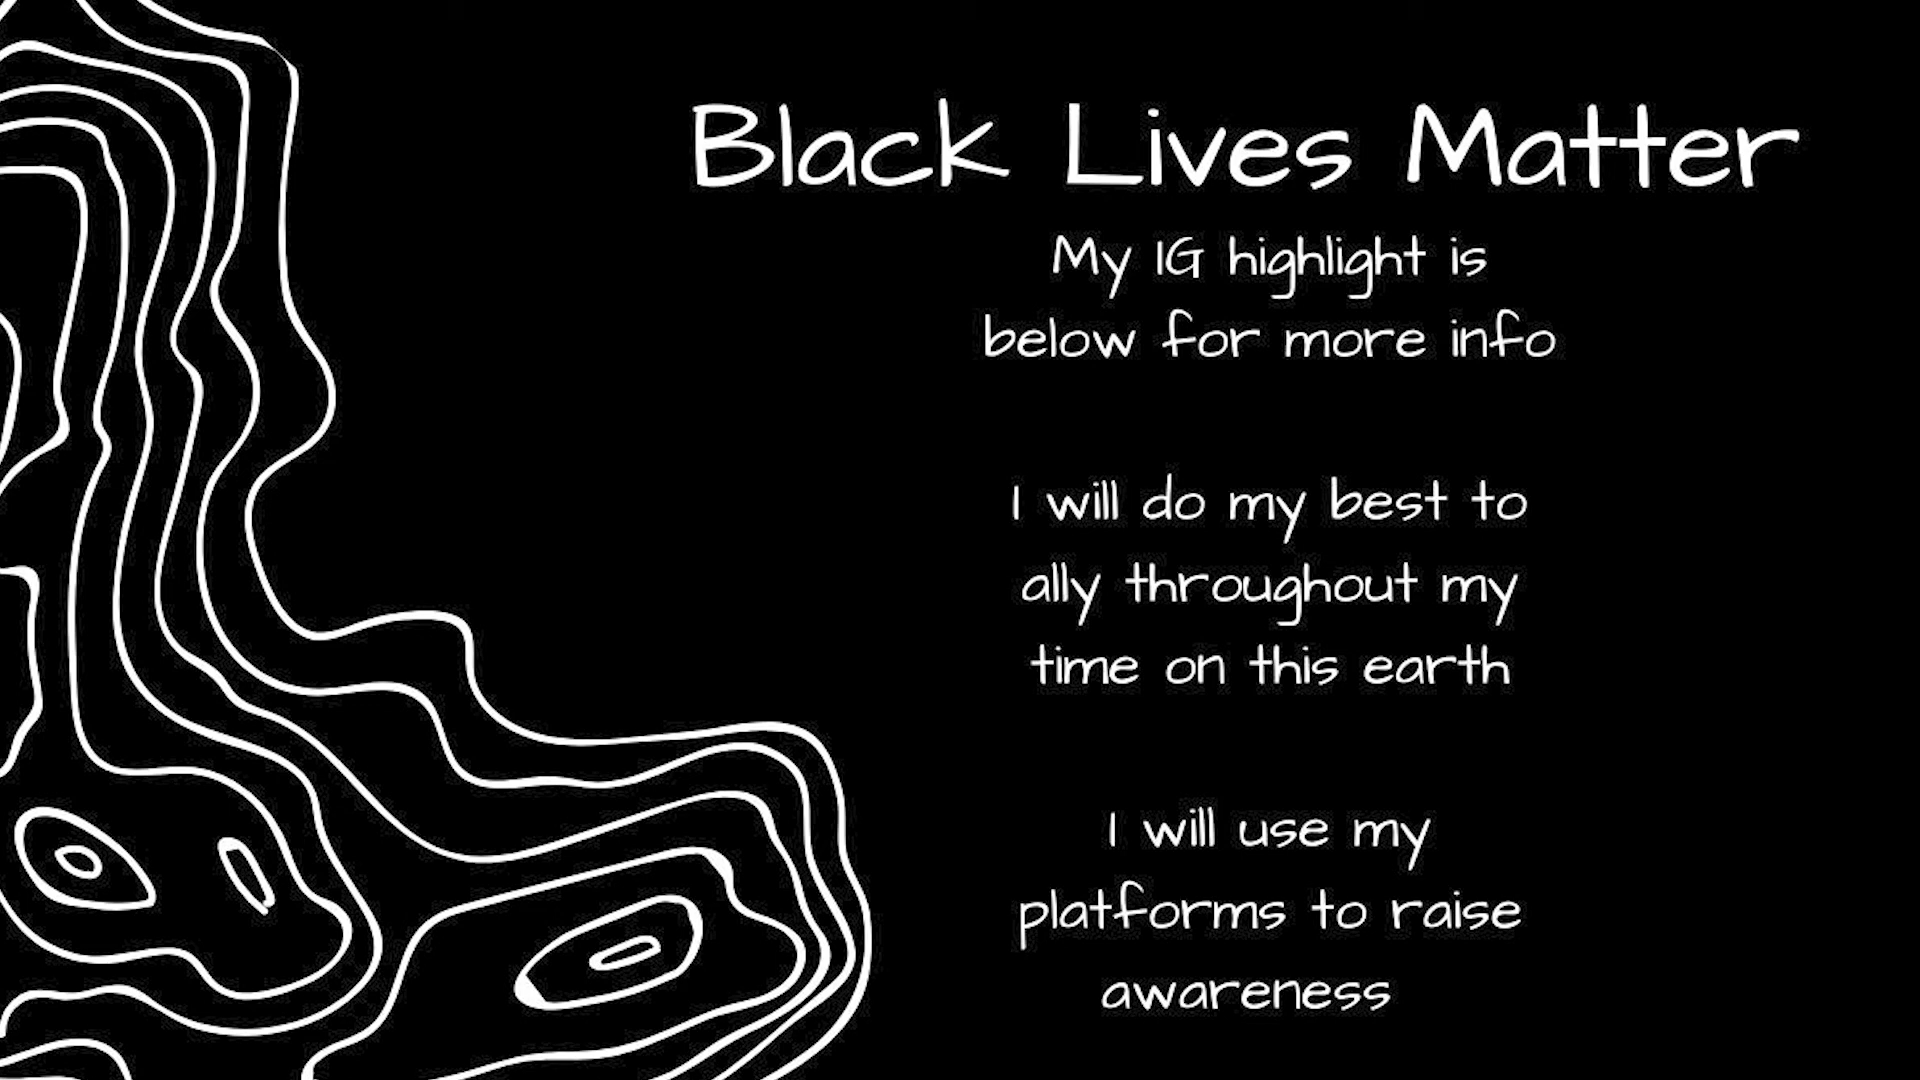 Black Lives Matter
My IG highlight is
below for more info
I will do my best to
ally throughout my
time on this earth
I will use my
platforms to raise
awareness